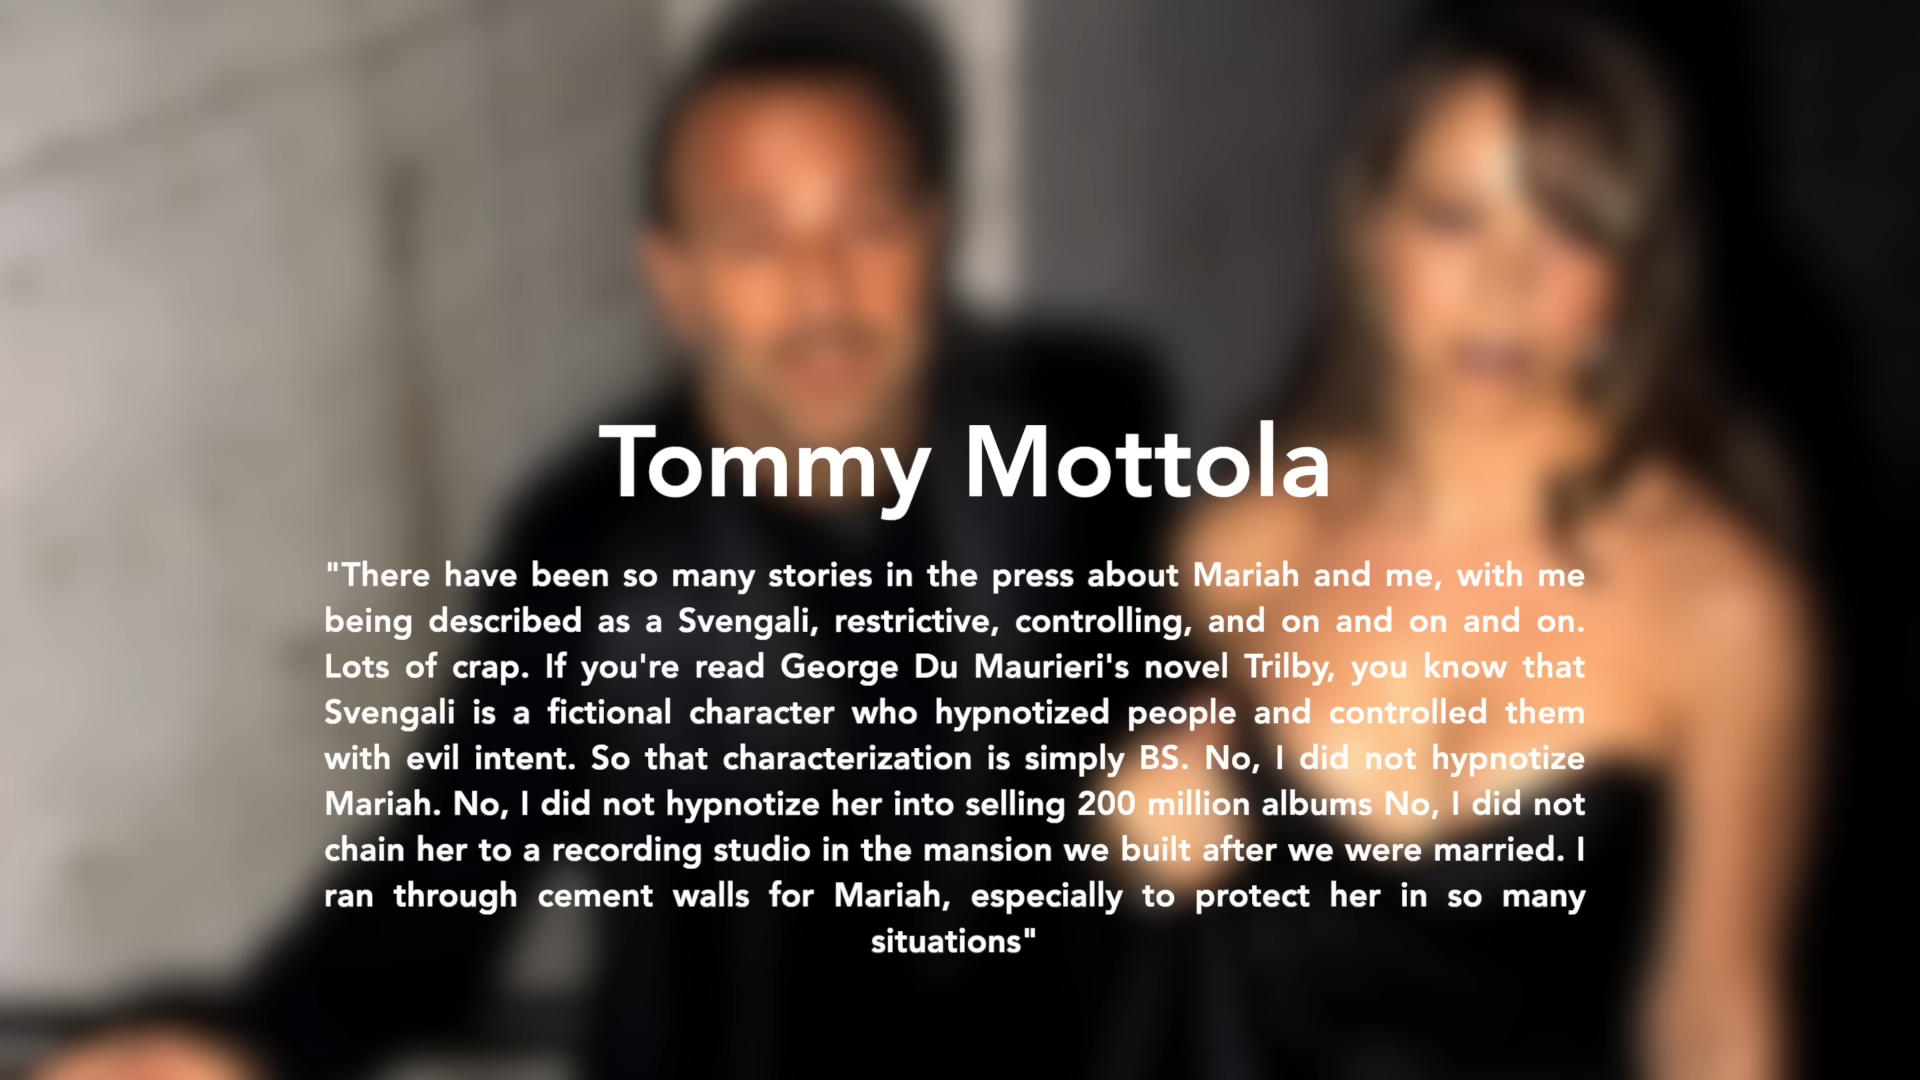 Tommy Mottola
"There have been so many stories in the press about Mariah and me, with me
being described as a Svengali, restrictive, controlling, and on and on and on.
Lots of crap. If you're read George Du Maurieri's novel Trilby, you know that
Svengali is a fictional character who hypnotized people and controlled them
with evil intent. So that characterization is simply BS. No, I did not hypnotize
Mariah. No, I did not hypnotize her into selling 200 million albums No, I did not
chain her to a recording studio in the mansion we built after we were married. I
ran through cement walls for Mariah, especially to protect her in so many
situations"